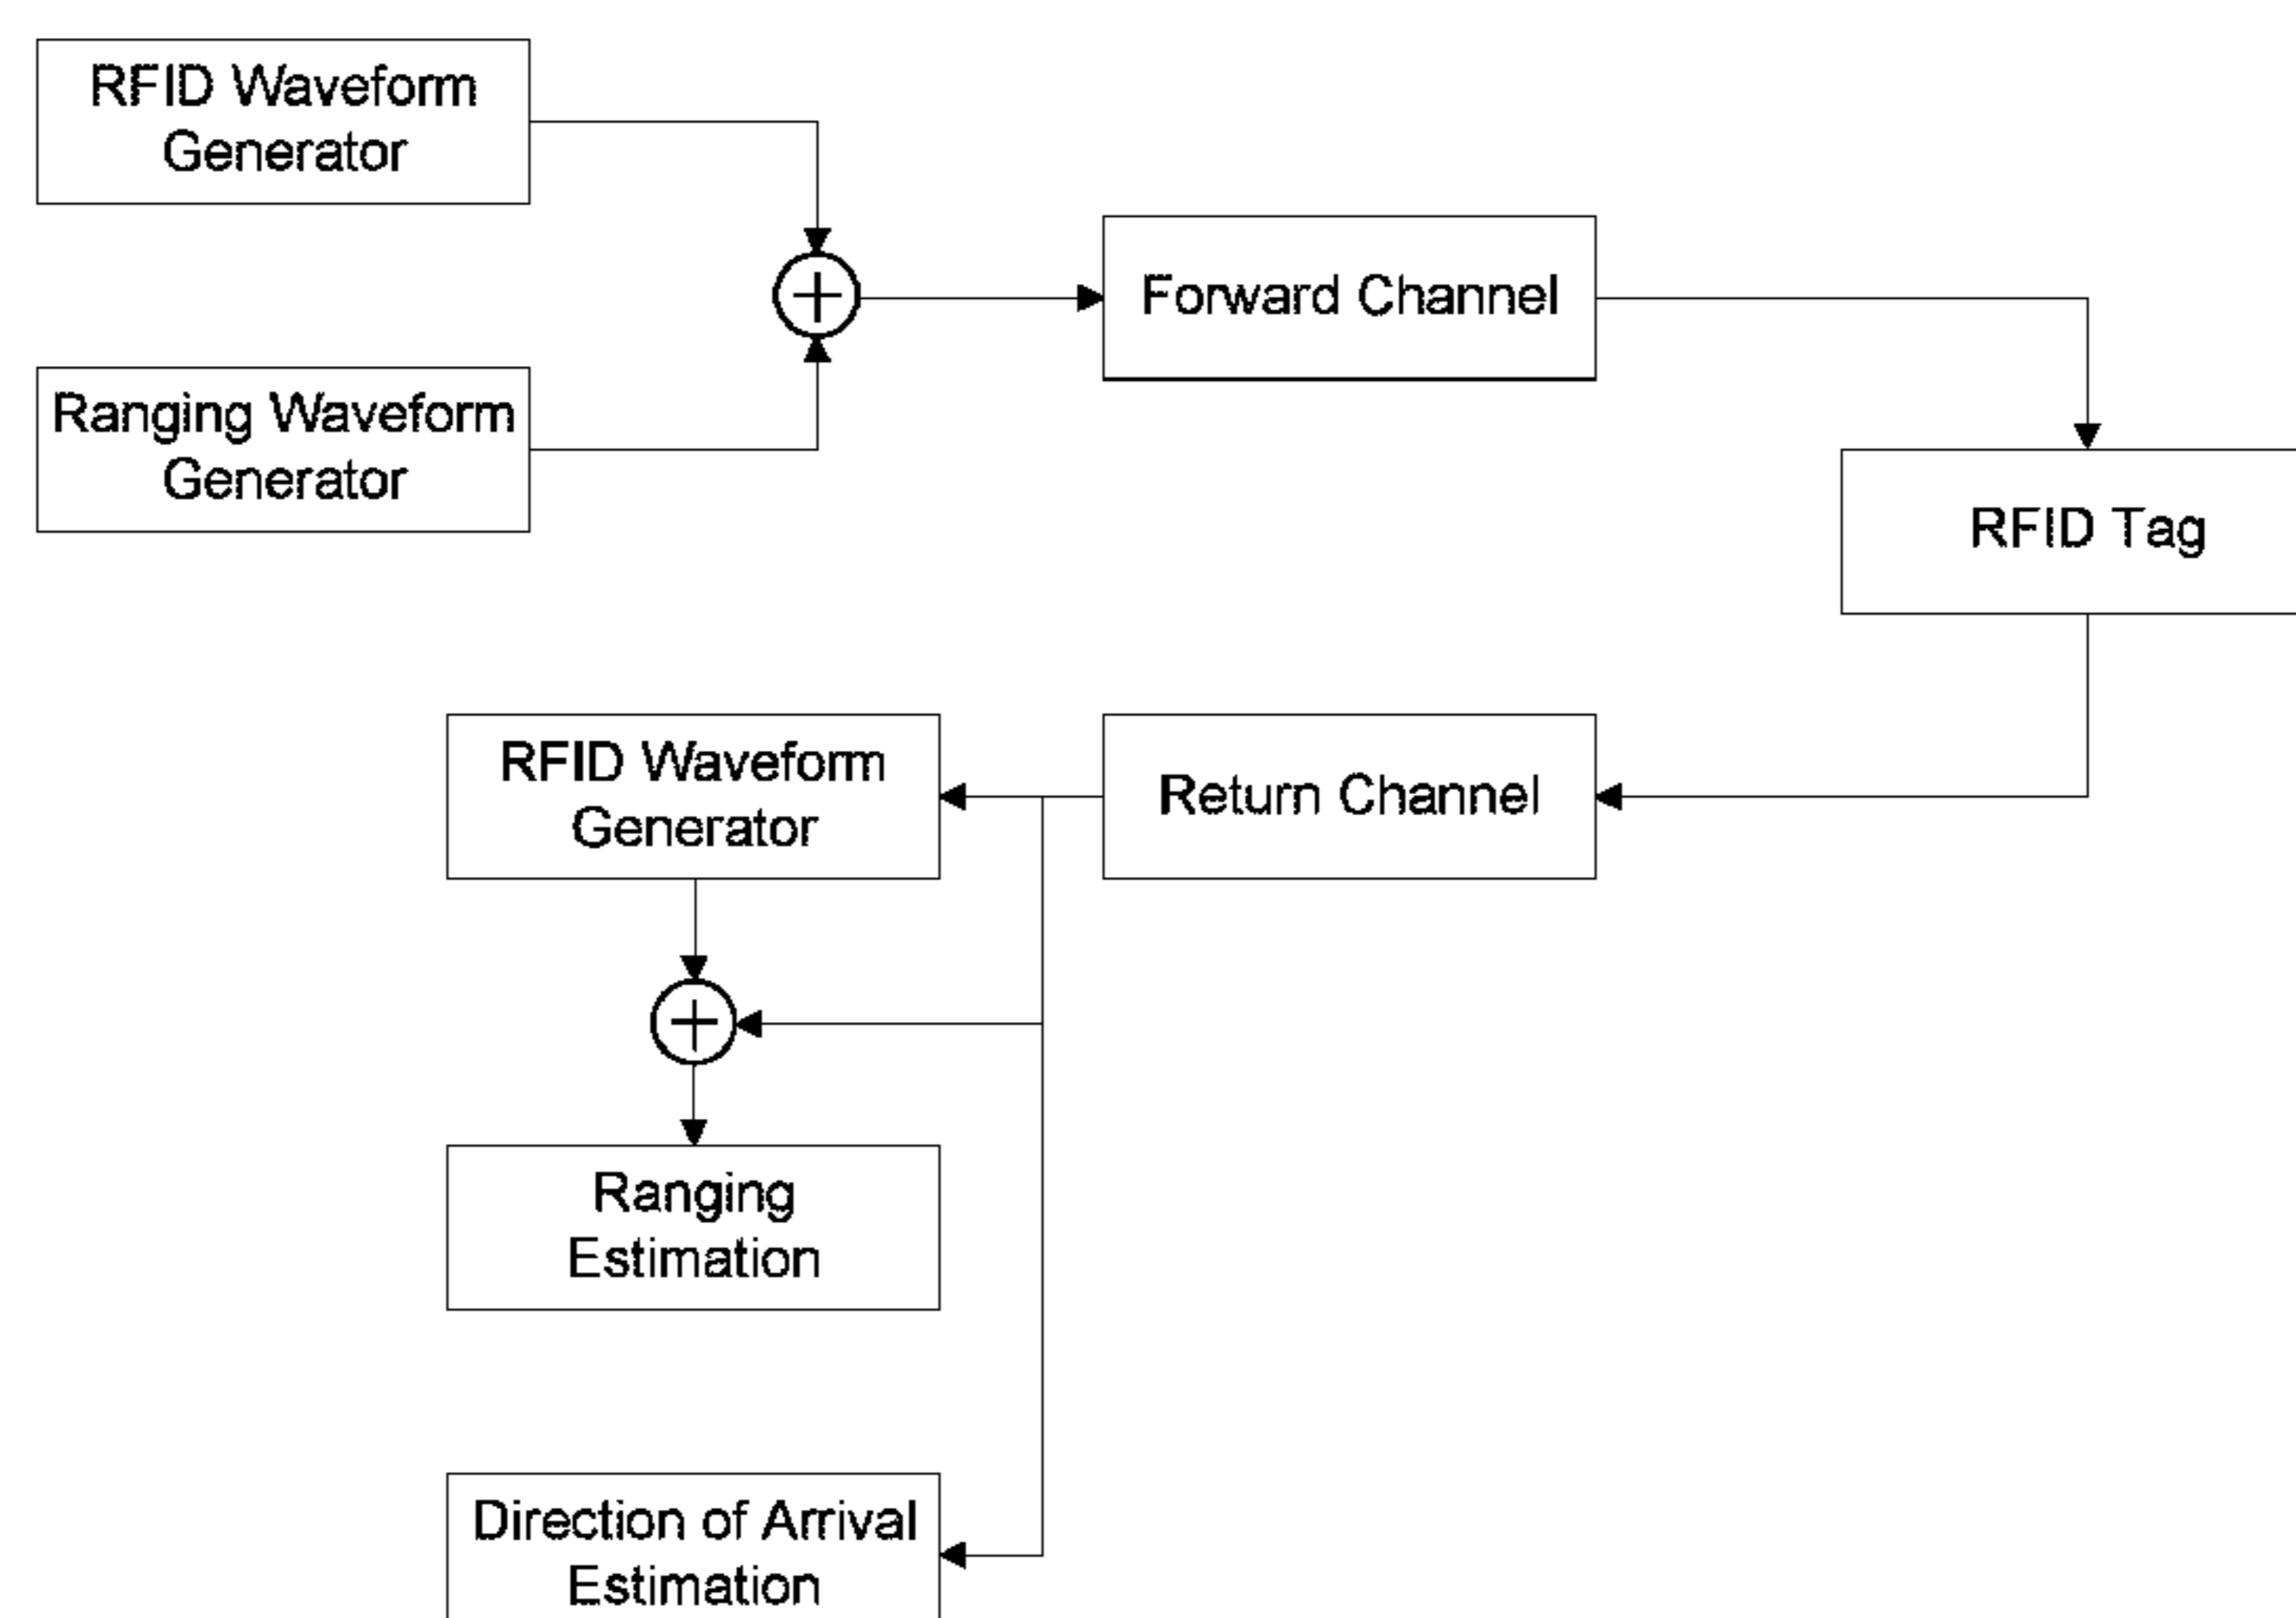 RFID Waveform
Generator
Ranging Waveform
Generator
Forward Channel
RFID Tag
RFID Waveform
Generator
Return Channel
Ranging
Estimation
Direction of Arrival
Estimation